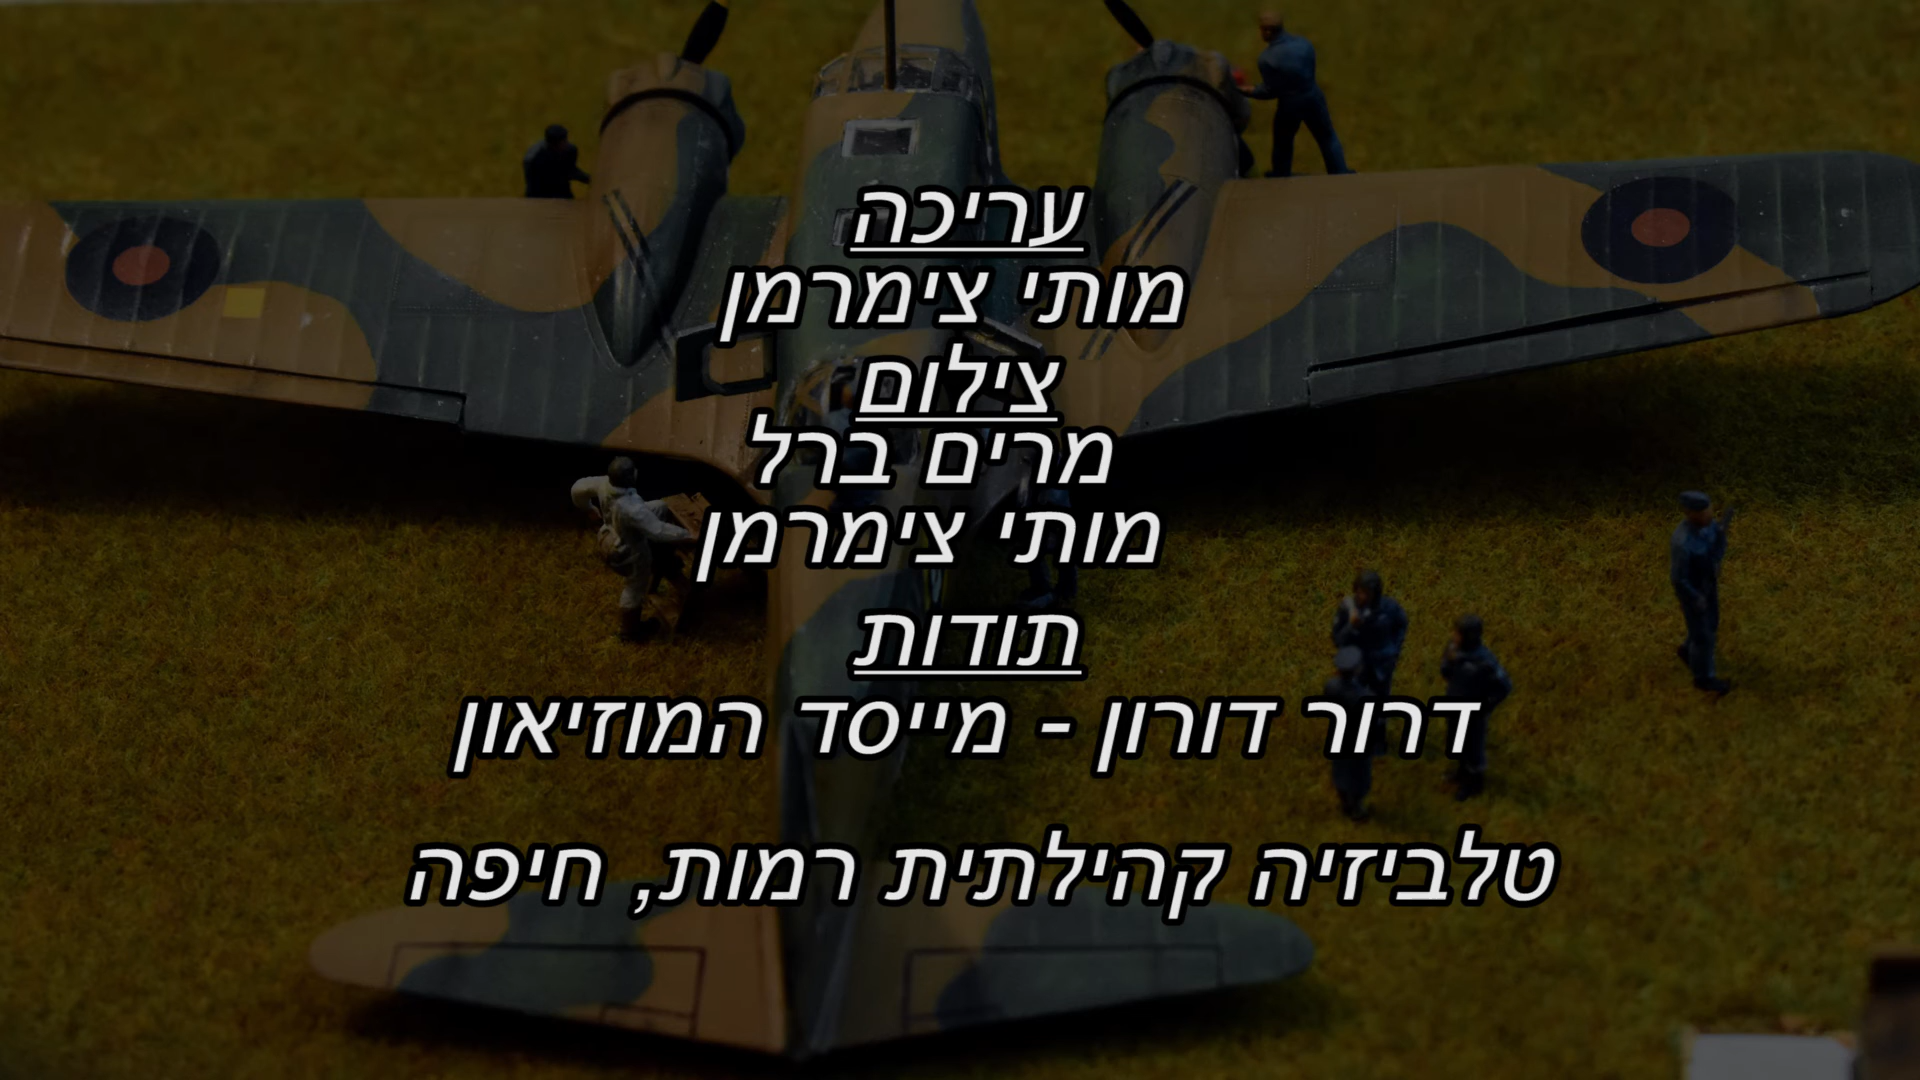 עריכה
מותי צימרמן
צילום
מרים ברל
מותי צימרמן
תודות
דרור דורון - מייסד המוזיאון
טלביזיה קהילתית רמות, חיפה